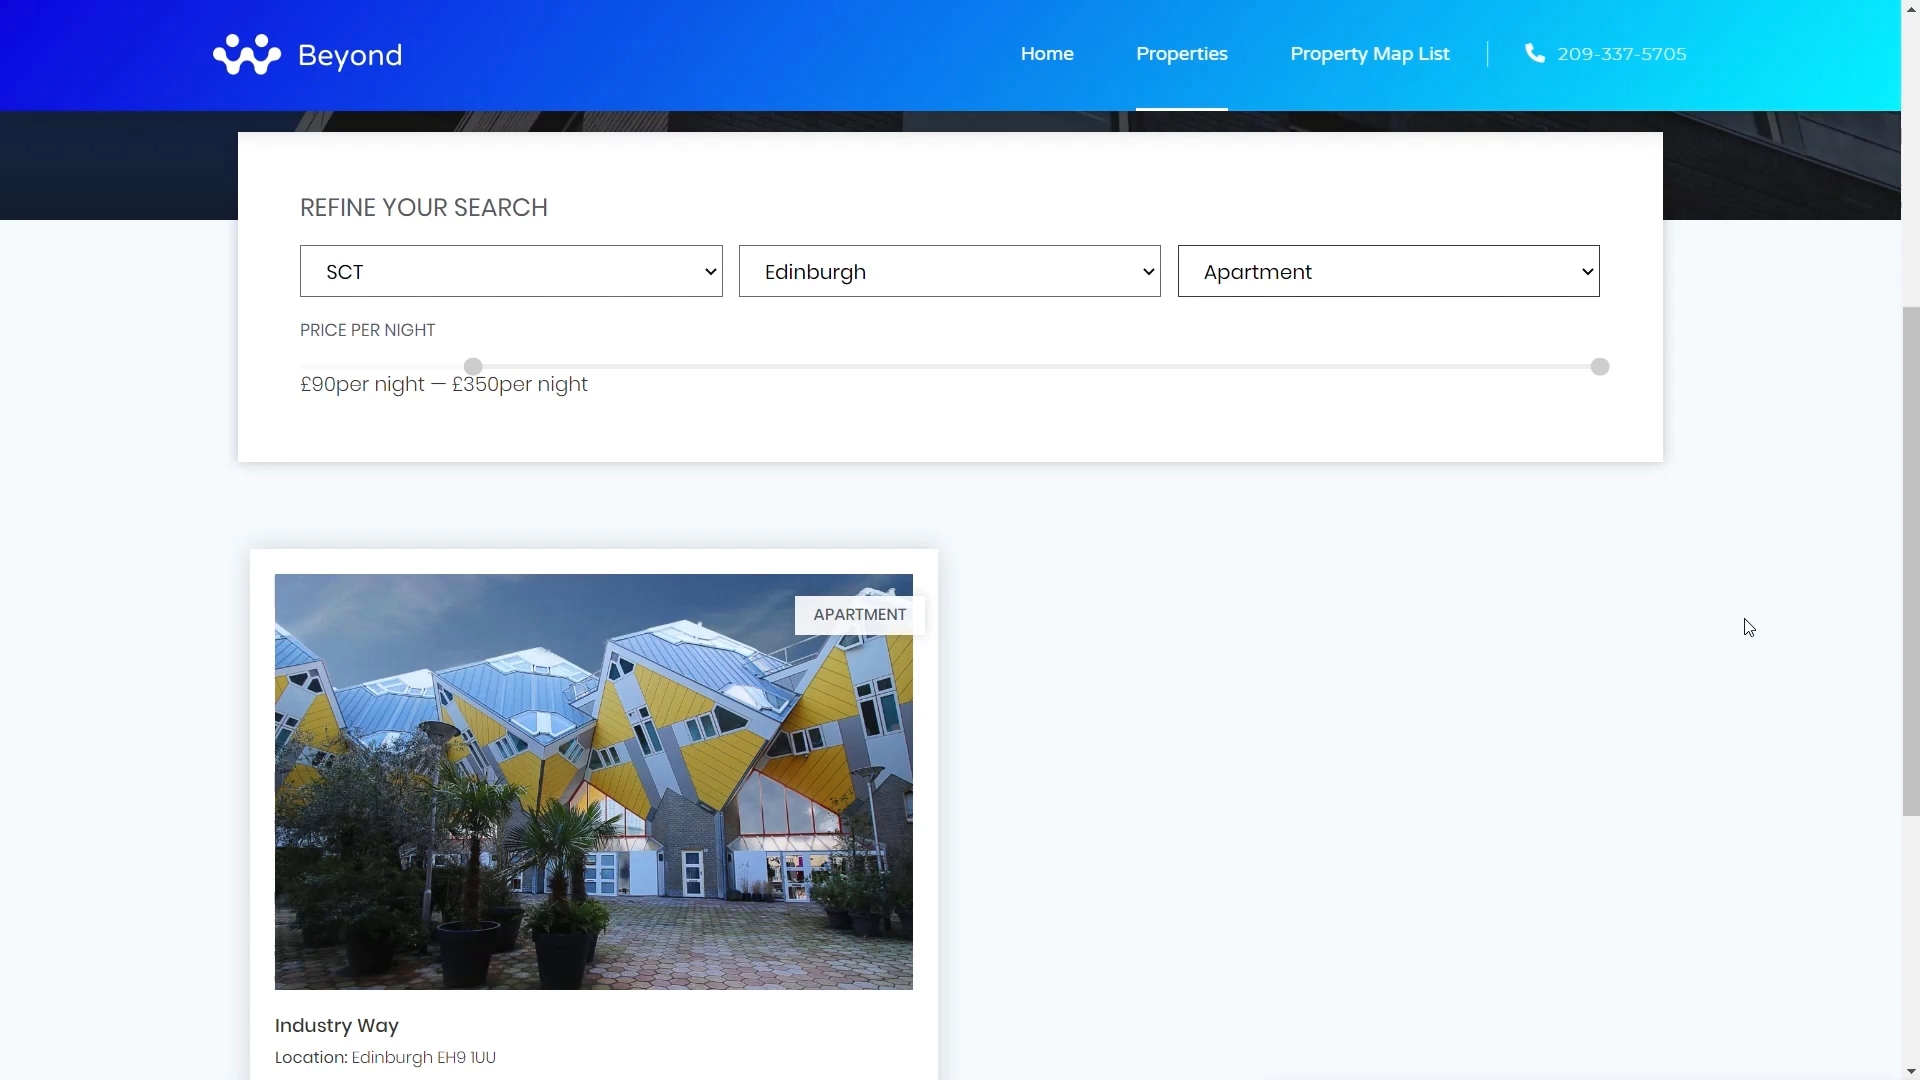 Beyond
Home
Properties
Property Map List
209-337-5705
REFINE YOUR SEARCH
SCT
Edinburgh
Apartment
PRICE PER NIGHT
£90per night — £350per night
APARTMENT
Industry Way
Location: Edinburgh EH9 1UU